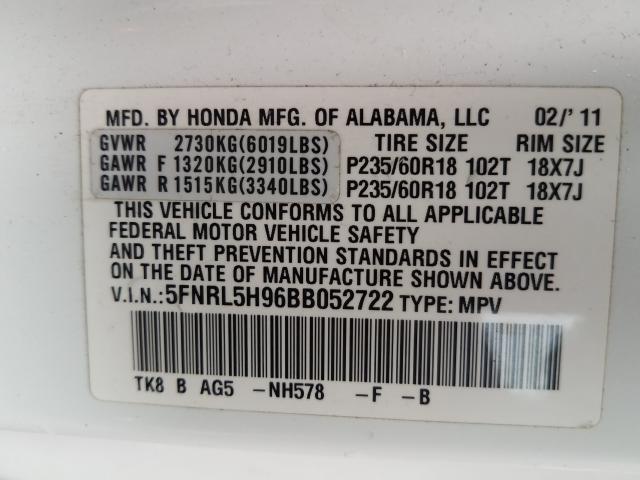 MFD. BY HONDA MFG. OF ALABAMA, LLC 02/'11
GVWR 2730KG(6019LBS) TIRE SIZE RIM SIZE
GAWR F 1320KG(2910LBS) P235/60R18 102T 18X7J
GAWR R 1515KG(3340LBS) P235/60R18 102T 18X7J
THIS VEHICLE CONFORMS TO ALL APPLICABLE
FEDERAL MOTOR VEHICLE SAFETY
AND THEFT PREVENTION STANDARDS IN EFFECT
ON THE DATE OF MANUFACTURE SHOWN ABOVE.
V.I.N.:5FNRL5H96BB052722 TYPE: MPV
TK8 B AG5 -NH578 -F -B